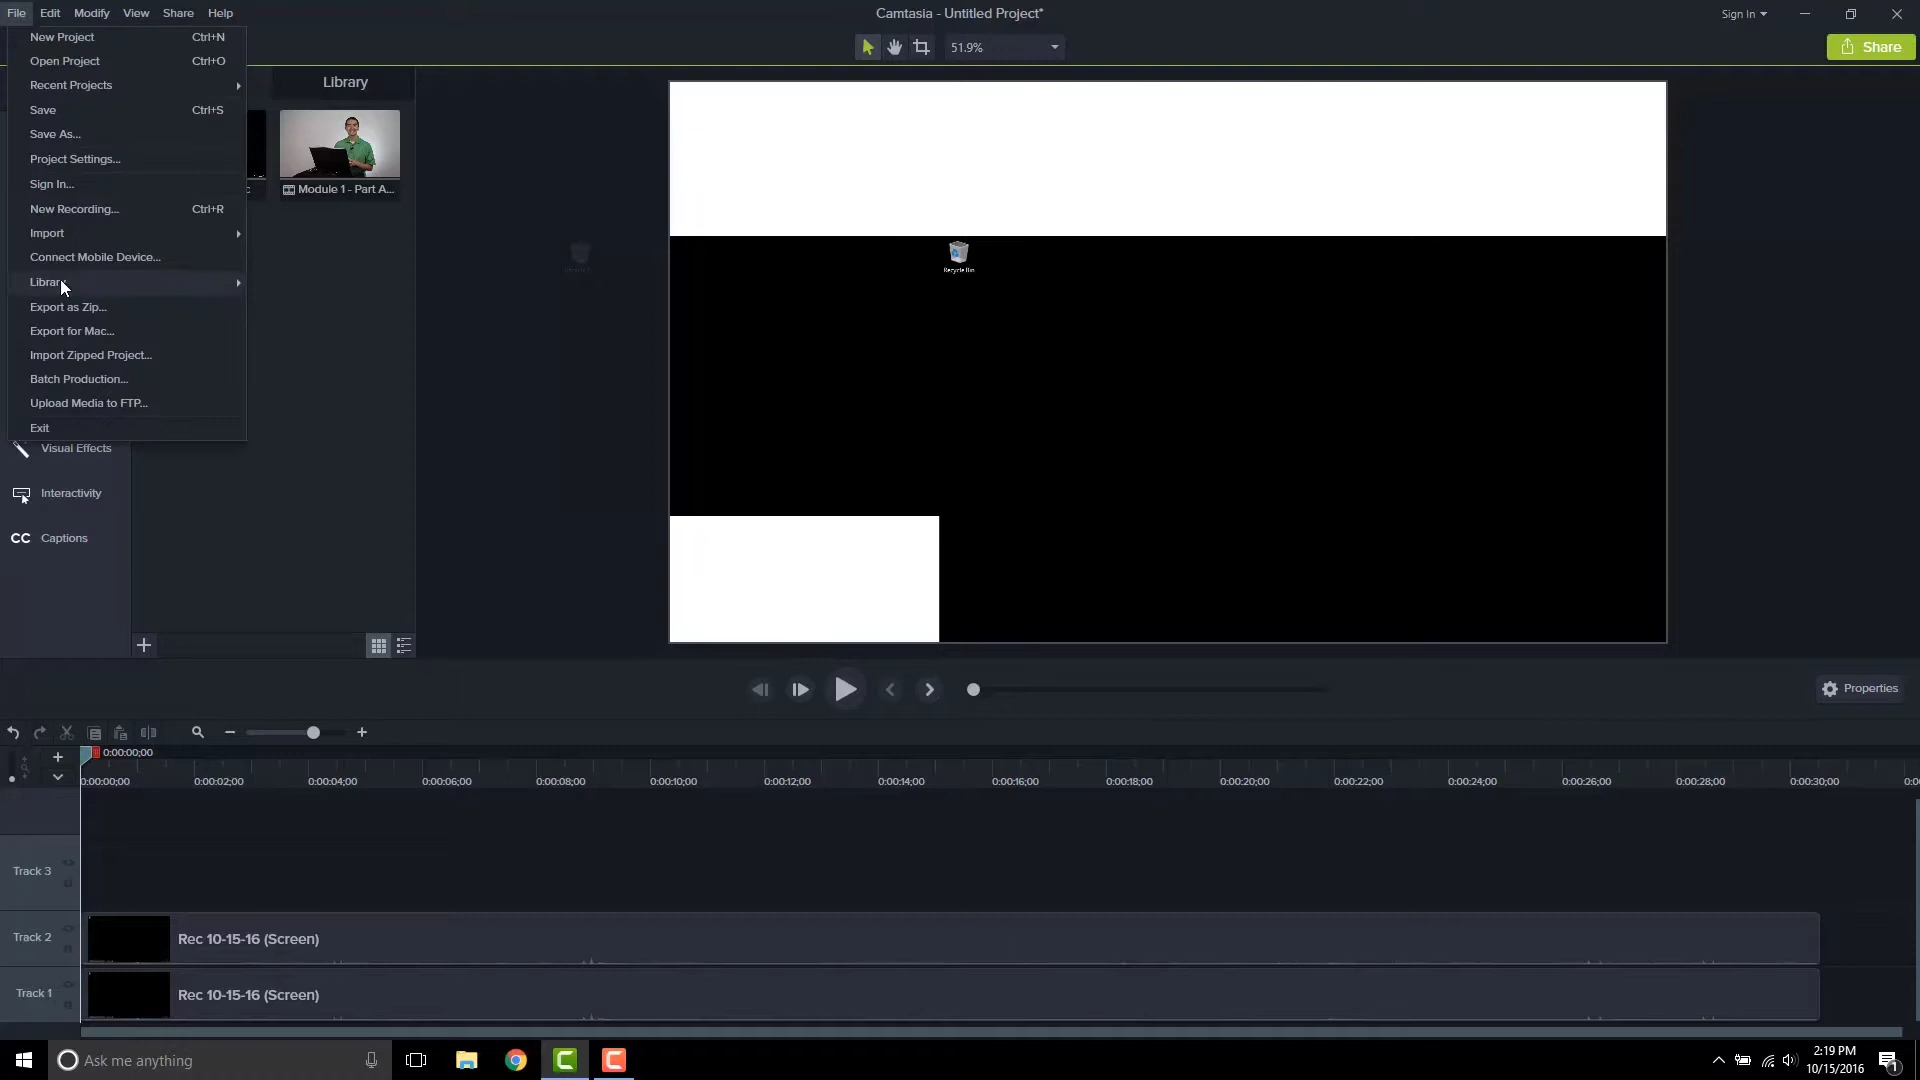 File Edit Modify View Share Help
Camtasia - Untitled Project*
Sign In
51.9%
Share
New Project Ctrl+N
Open Project Ctrl+O
Recent Projects
Save Ctrl+S
Save As...
Project Settings...
Sign In...
New Recording... Ctrl+R
Import
Connect Mobile Device...
Library
Export as Zip...
Export for Mac...
Import Zipped Project...
Batch Production...
Upload Media to FTP...
Exit
Library
c
Module 1 - Part A...
Visual Effects
Interactivity
CC Captions
Recycle Bin
Properties
0:00:00;00
0:00:00;00 0:00:02;00 0:00:04;00 0:00:06;00 0:00:08;00 0:00:10;00 0:00:12;00 0:00:14;00 0:00:16;00 0:00:18;00 0:00:20;00 0:00:22;00 0:00:24;00 0:00:26;00 0:00:28;00 0:00:30;00 0:0
Track 3
Track 2
Rec 10-15-16 (Screen)
Track 1
Rec 10-15-16 (Screen)
Ask me anything
2:19 PM
10/15/2016
1